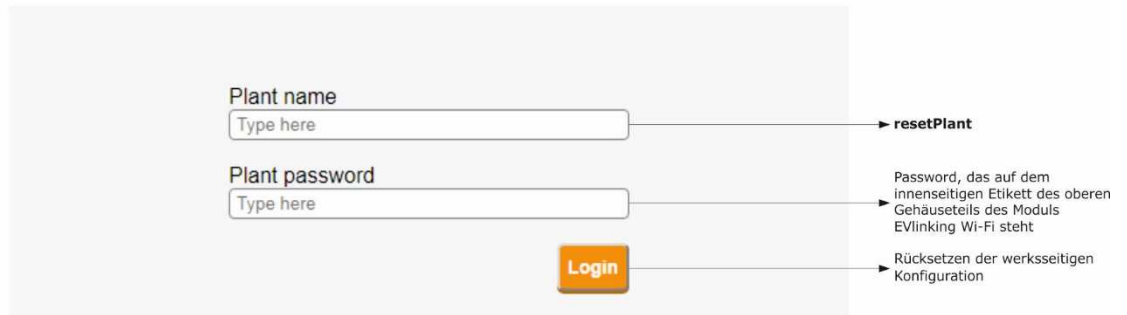 Plant name
Type here
resetPlant
Plant password
Type here
Password, das auf dem
innenseitigen Etikett des oberen
Gehäuseteils des Moduls
EVlinking Wi-Fi steht
Login
Rücksetzen der werksseitigen
Konfiguration